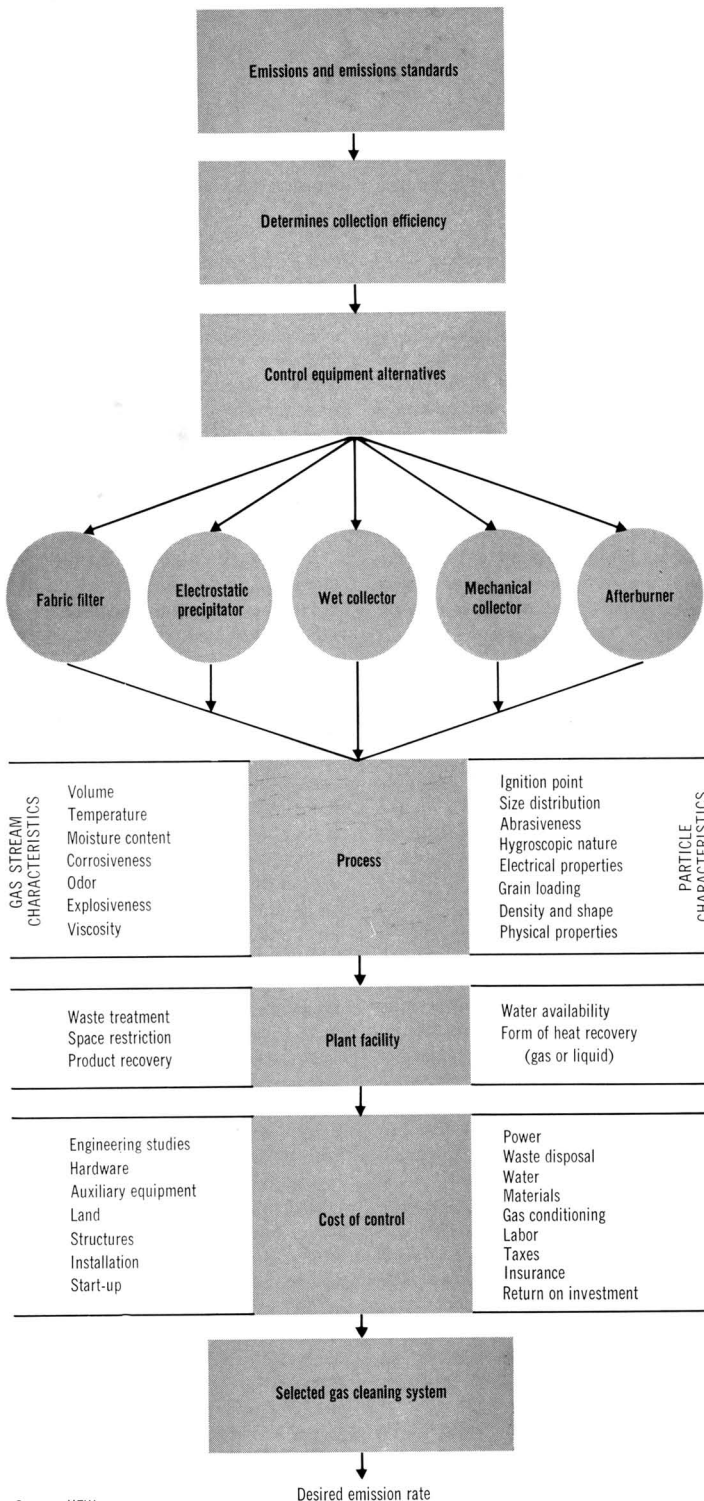 Emissions and emissions standards
Determines collection efficiency
Control equipment alternatives
Fabric filter
Electrostatic
precipitator
Wet collector
Mechanical
collector
Afterburner
GAS STREAM
CHARACTERISTICS
Volume
Temperature
Moisture content
Corrosiveness
Odor
Explosiveness
Viscosity
Process
Ignition point
Size distribution
Abrasiveness
Hygroscopic nature
Electrical properties
Grain loading
Density and shape
Physical properties
PARTICLE
CHARACTERISTICS
Waste treatment
Space restriction
Product recovery
Plant facility
Water availability
Form of heat recovery
(gas or liquid)
Engineering studies
Hardware
Auxiliary equipment
Land
Structures
Installation
Start-up
Cost of control
Power
Waste disposal
Water
Materials
Gas conditioning
Labor
Taxes
Insurance
Return on investment
Selected gas cleaning system
Desired emission rate